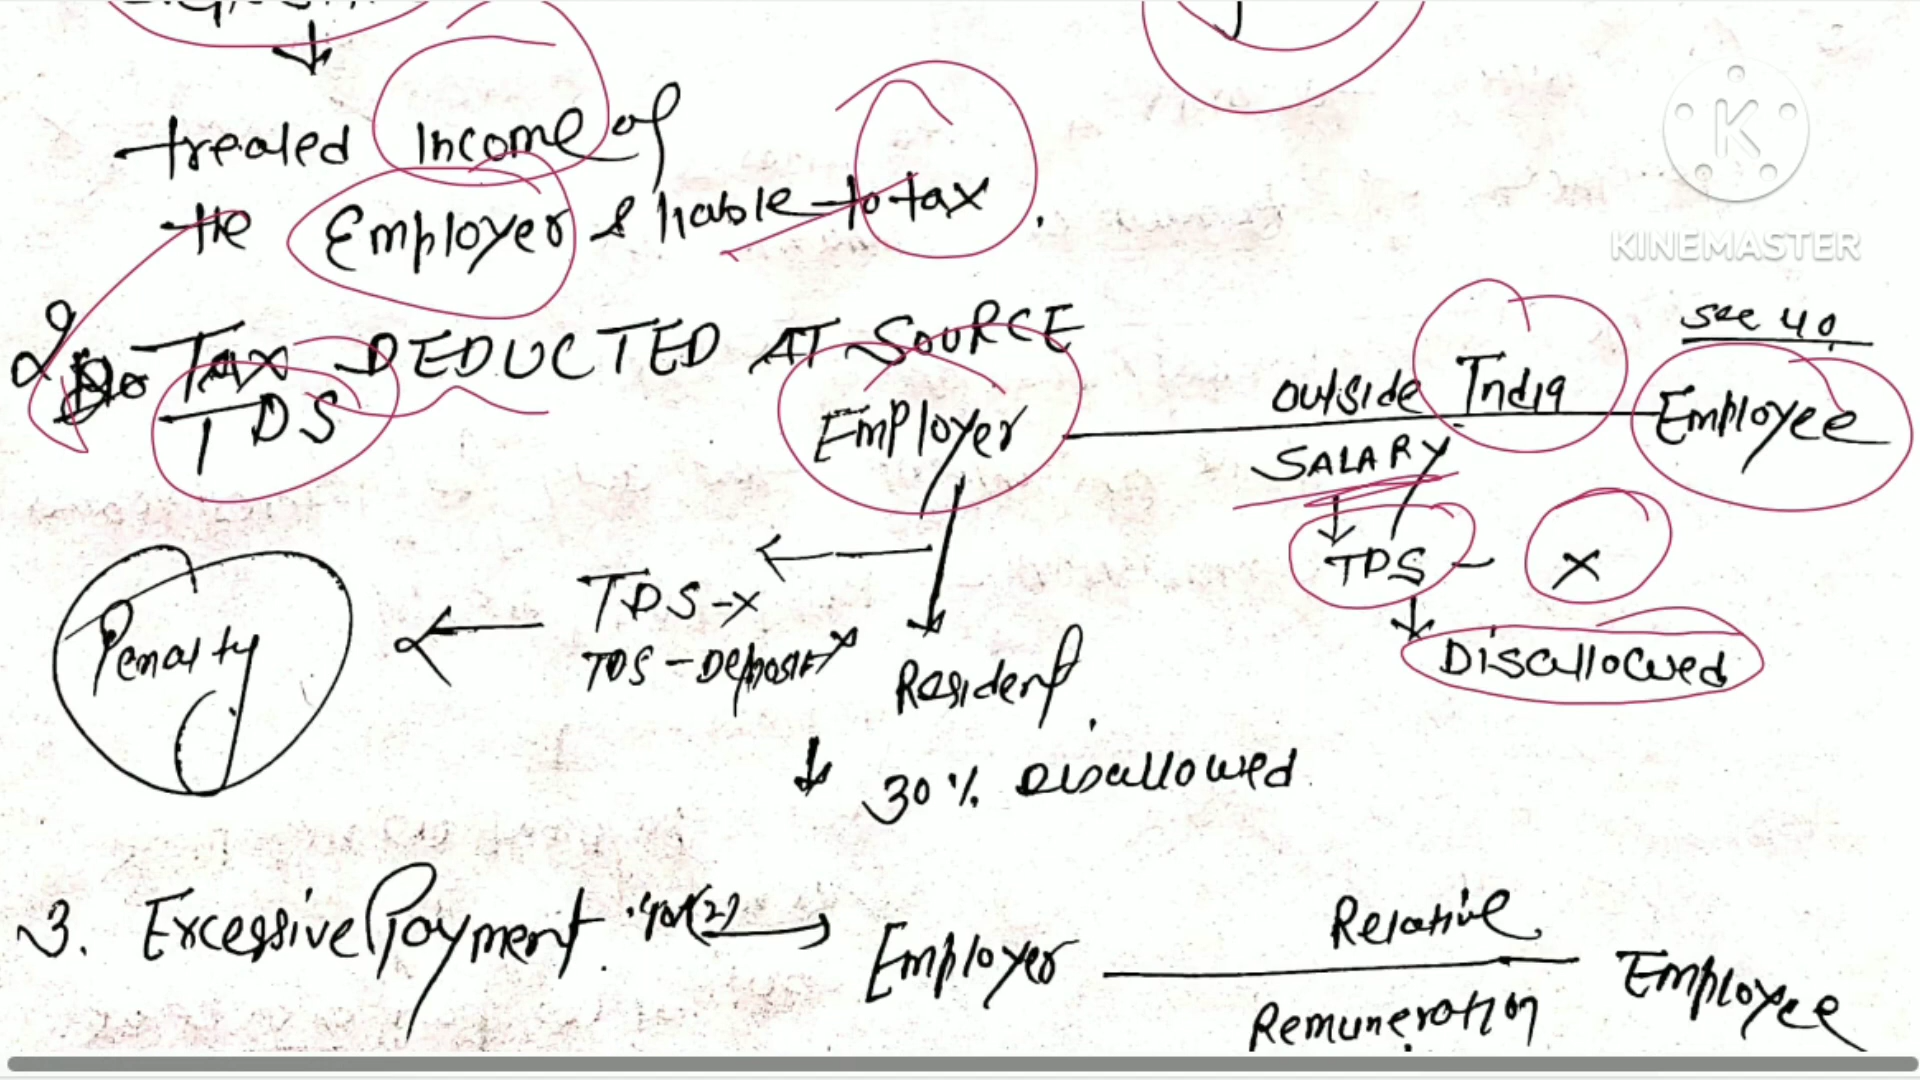 treated Income of
the Employer & liable to tax.
KINEMASTER
2. No TAX DEDUCTED AT SOURCE
TDS
sec 40
Employer
outside India
Employee
SALARY
TDS - x
Disallowed
TDS-x
TDS-Deposit x
Penalty
Resident.
30% Disallowed
3. Excessive Payment. 40A(2)
Employer
Relative
Remuneration
Employee